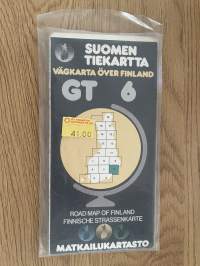 SUOMEN
TIEKARTTA
VÄGKARTA ÖVER FINLAND
GT 6
41.00
ROAD MAP OF FINLAND
FINNISCHE STRASSENKARTE
MATKAILUKARTASTO